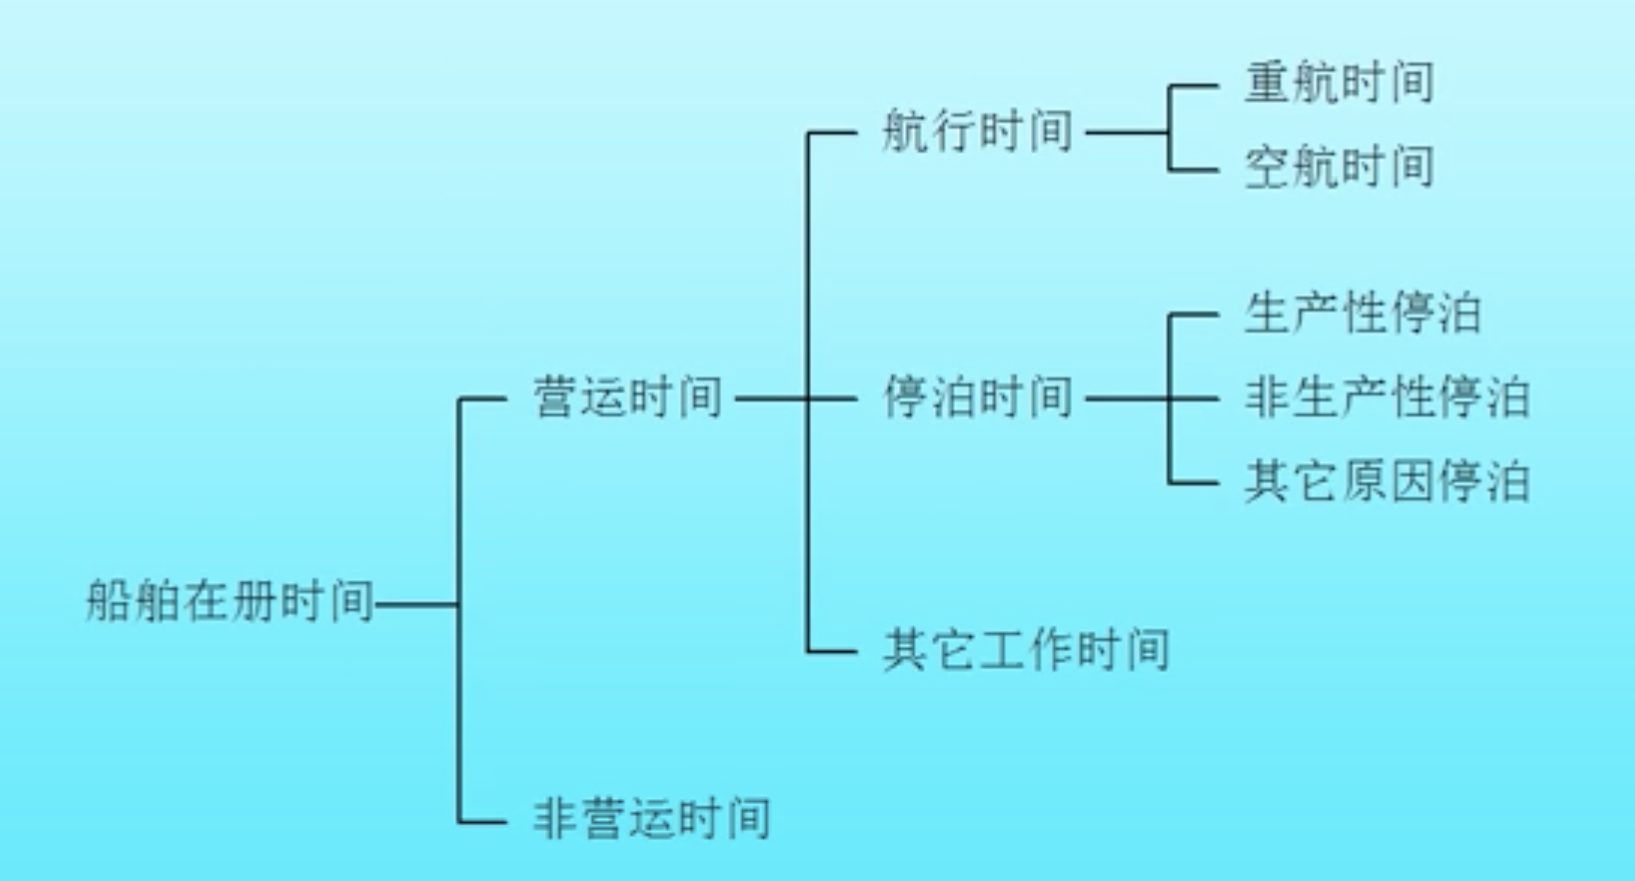 重航时间
航行时间
空航时间
生产性停泊
营运时间
停泊时间
非生产性停泊
其它原因停泊
船舶在册时间
其它工作时间
非营运时间